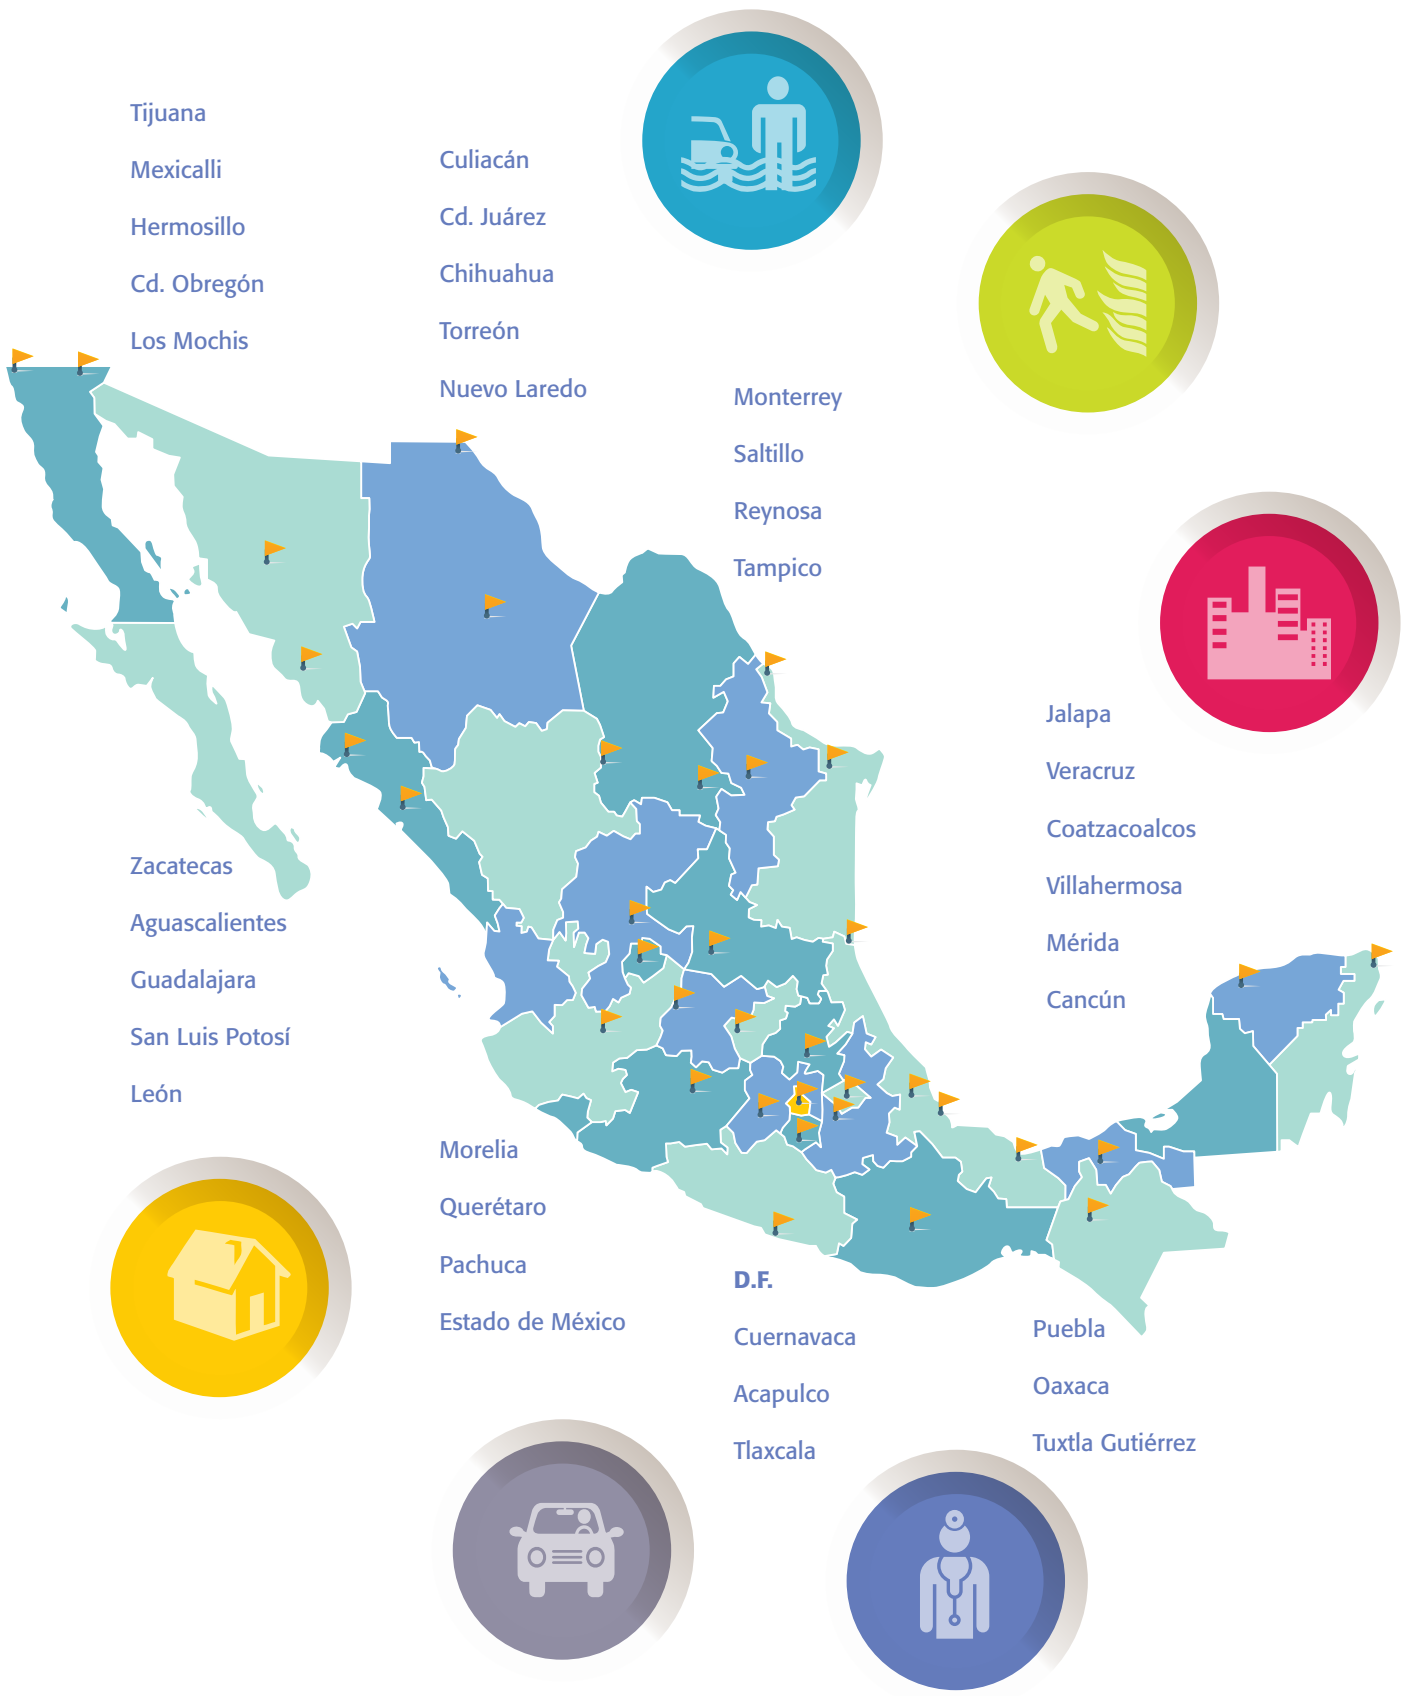 Tijuana
Mexicalli
Hermosillo
Cd. Obregón
Los Mochis
Culiacán
Cd. Juárez
Chihuahua
Torreón
Nuevo Laredo
Monterrey
Saltillo
Reynosa
Tampico
Jalapa
Veracruz
Coatzacoalcos
Villahermosa
Mérida
Cancún
Zacatecas
Aguascalientes
Guadalajara
San Luis Potosí
León
Morelia
Querétaro
Pachuca
Estado de México
D.F.
Cuernavaca
Acapulco
Tlaxcala
Puebla
Oaxaca
Tuxtla Gutiérrez